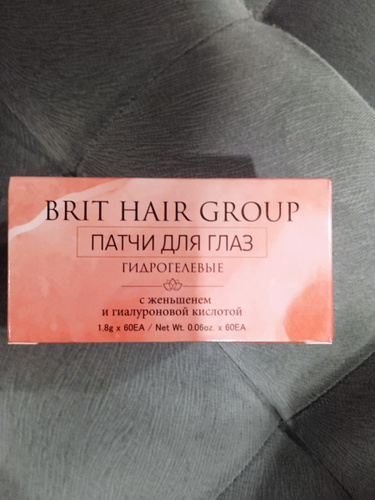 BRIT HAIR GROUP
ПАТЧИ ДЛЯ ГЛАЗ
ГИДРОГЕЛЕВЫЕ
с женьшенем
и гиалуроновой кислотой
1.8g x 60EA / Net Wt. 0.06oz. x 60EA